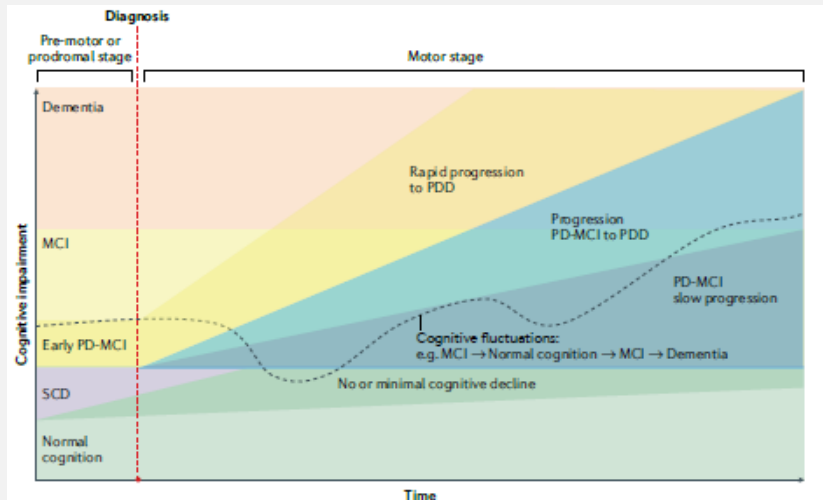 Diagnosis
Pre-motor or
prodromal stage
Motor stage
Dementia
Rapid progression
to PDD
Progression
PD-MCI to PDD
MCI
PD-MCI
slow progression
Cognitive impairment
Early PD-MCI
Cognitive fluctuations:
e.g. MCI → Normal cognition → MCI → Dementia
No or minimal cognitive decline
SCD
Normal
cognition
Time